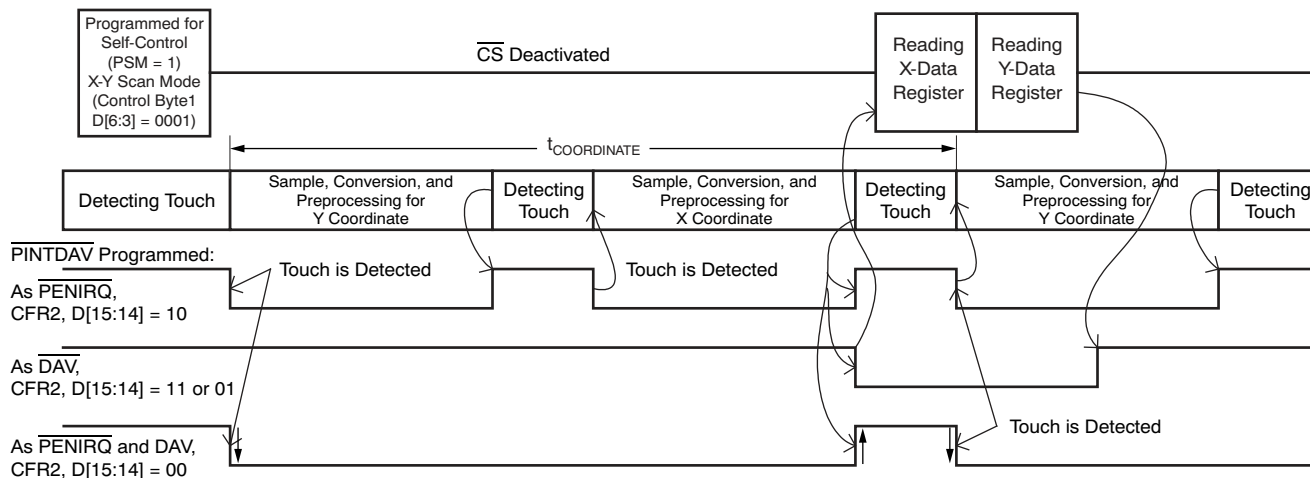 Programmed for
Self-Control
(PSM = 1)
X-Y Scan Mode
(Control Byte1
D[6:3] = 0001)
CS Deactivated
Reading
X-Data
Register
Reading
Y-Data
Register
tCOORDINATE
Detecting Touch
Sample, Conversion, and
Preprocessing for
Y Coordinate
Detecting
Touch
Sample, Conversion, and
Preprocessing for
X Coordinate
Detecting
Touch
Sample, Conversion, and
Preprocessing for
Y Coordinate
Detecting
Touch
PINTDAV Programmed:
Touch is Detected
Touch is Detected
As PENIRQ,
CFR2, D[15:14] = 10
As DAV,
CFR2, D[15:14] = 11 or 01
Touch is Detected
As PENIRQ and DAV,
CFR2, D[15:14] = 00